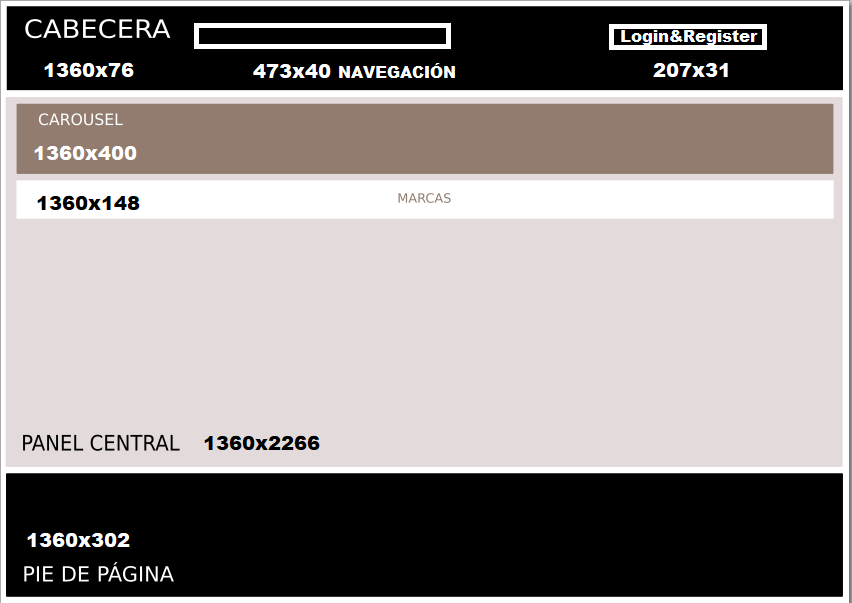 CABECERA
Login&Register
1360x76
473x40 NAVEGACIÓN
207x31
CAROUSEL
1360x400
1360x148
MARCAS
PANEL CENTRAL 1360x2266
1360x302
PIE DE PÁGINA